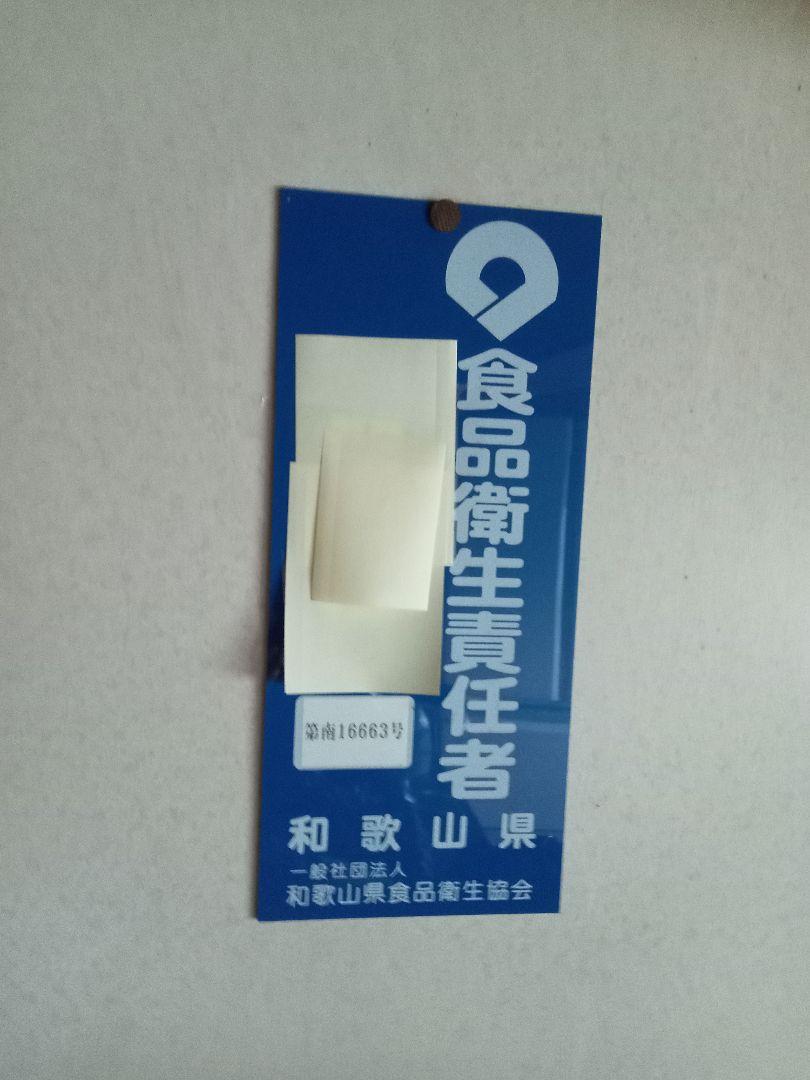 食品衛生責任者
第南16663号
和歌山県
一般社団法人
和歌山県食品衛生協会